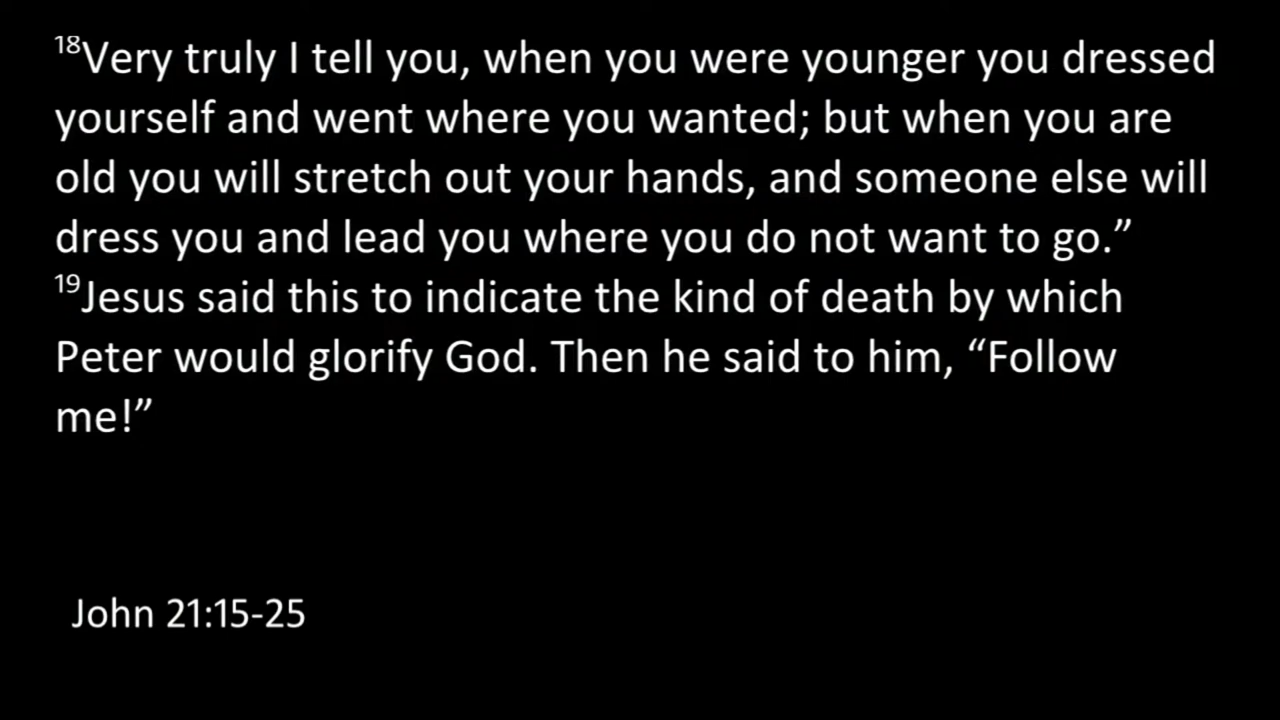 18Very truly I tell you, when you were younger you dressed
yourself and went where you wanted; but when you are
old you will stretch out your hands, and someone else will
dress you and lead you where you do not want to go.”
19Jesus said this to indicate the kind of death by which
Peter would glorify God. Then he said to him, “Follow
me!”
John 21:15-25